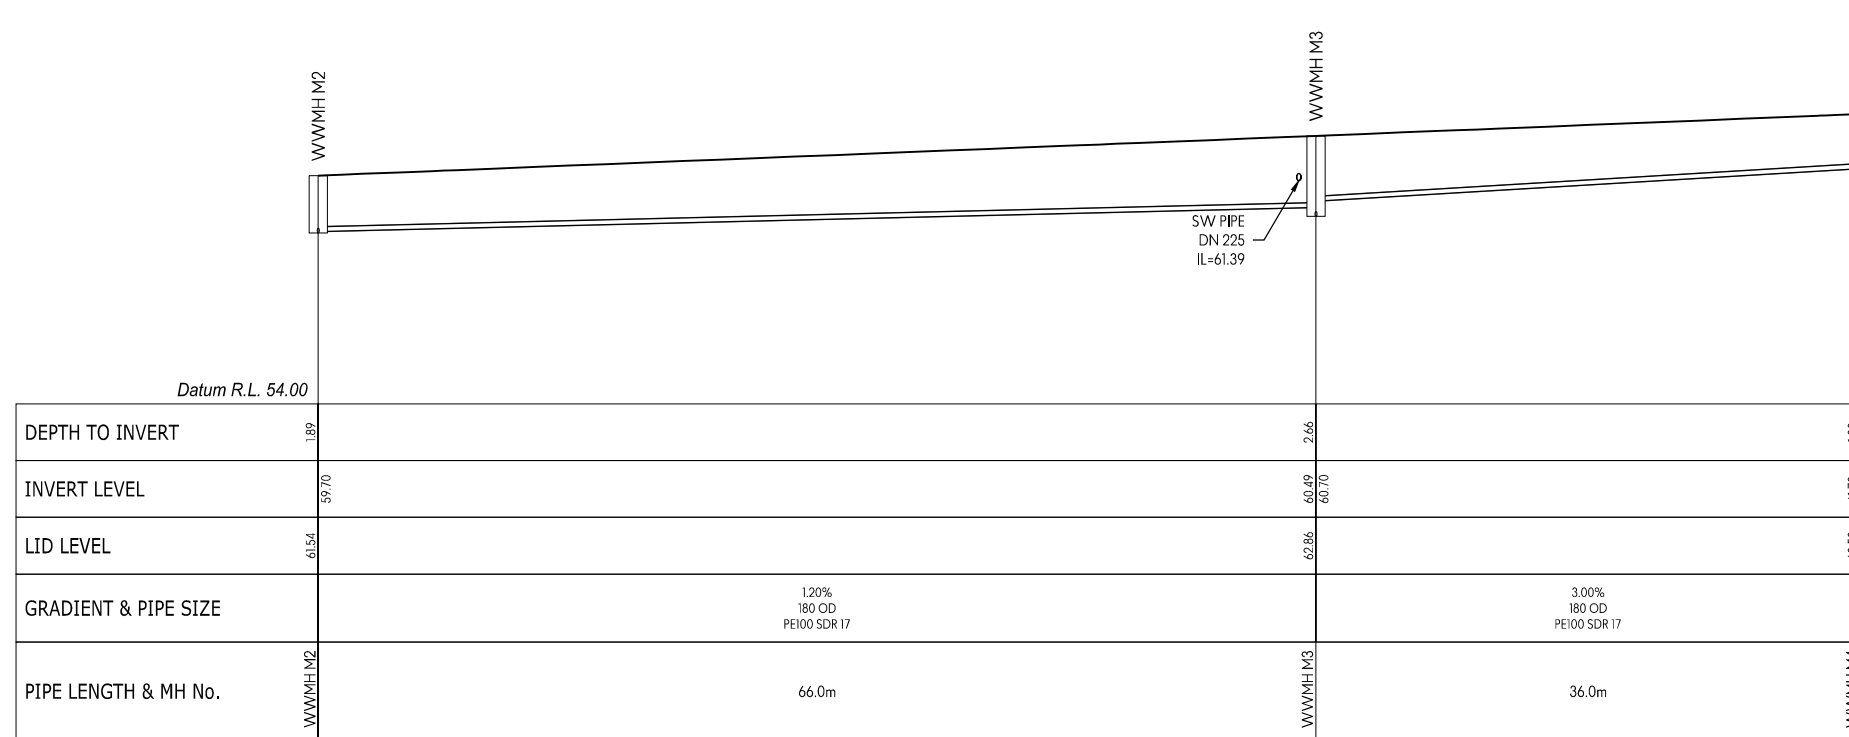 WWMH M2
WWMH M3
SW PIPE
DN 225
IL=61.39
Datum R.L. 54.00
DEPTH TO INVERT
1.89
2.66
INVERT LEVEL
59.70
60.49
60.70
LID LEVEL
61.54
62.86
GRADIENT & PIPE SIZE
1.20%
180 OD
PE100 SDR 17
3.00%
180 OD
PE100 SDR 17
PIPE LENGTH & MH No.
WWMH M2
66.0m
WWMH M3
36.0m